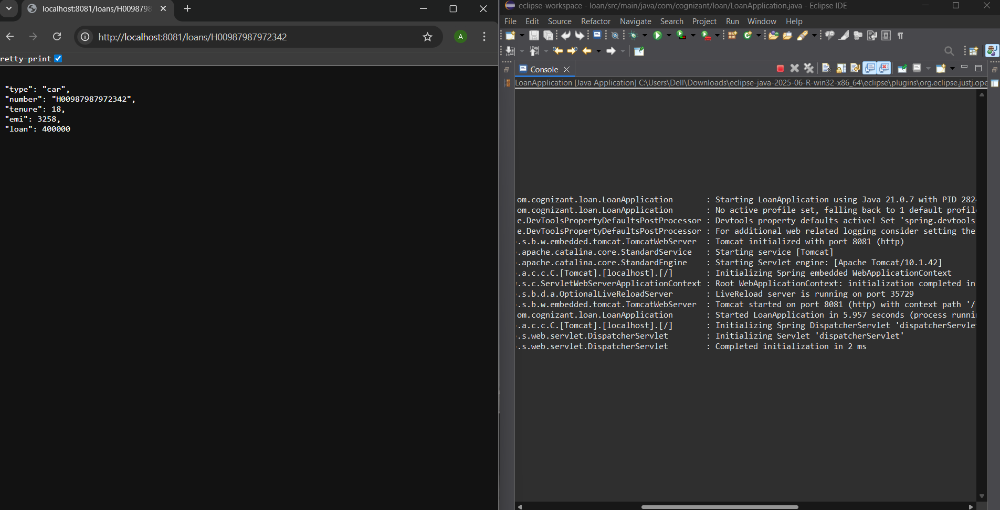 localhost:8081/loans/H0098798
http://localhost:8081/loans/H00987987972342
A
retty-print
"type": "car",
"number": "H00987987972342",
"tenure": 18,
"emi": 3258,
"loan": 400000
eclipse-workspace - loan/src/main/java/com/cognizant/loan/LoanApplication.java - Eclipse IDE
File Edit Source Refactor Navigate Search Project Run Window Help
Console
LoanApplication [Java Application] C:\Users\Dell\Downloads\eclipse-java-2025-06-R-win32-x86_64\eclipse\plugins\org.eclipse.justj.ope
om.cognizant.loan.LoanApplication : Starting LoanApplication using Java 21.0.7 with PID 282
om.cognizant.loan.LoanApplication : No active profile set, falling back to 1 default profil
e.DevToolsPropertyDefaultsPostProcessor : Devtools property defaults active! Set 'spring.devtools
e.DevToolsPropertyDefaultsPostProcessor : For additional web related logging consider setting the
.s.b.w.embedded.tomcat.TomcatWebServer : Tomcat initialized with port 8081 (http)
.apache.catalina.core.StandardService : Starting service [Tomcat]
.apache.catalina.core.StandardEngine : Starting Servlet engine: [Apache Tomcat/10.1.42]
.a.c.c.C.[Tomcat].[localhost].[/] : Initializing Spring embedded WebApplicationContext
.s.c.ServletWebServerApplicationContext : Root WebApplicationContext: initialization completed in
.s.b.d.a.OptionalLiveReloadServer : LiveReload server is running on port 35729
.s.b.w.embedded.tomcat.TomcatWebServer : Tomcat started on port 8081 (http) with context path '/
om.cognizant.loan.LoanApplication : Started LoanApplication in 5.957 seconds (process runni
.a.c.c.C.[Tomcat].[localhost].[/] : Initializing Spring DispatcherServlet 'dispatcherServle
.s.web.servlet.DispatcherServlet : Initializing Servlet 'dispatcherServlet'
.s.web.servlet.DispatcherServlet : Completed initialization in 2 ms